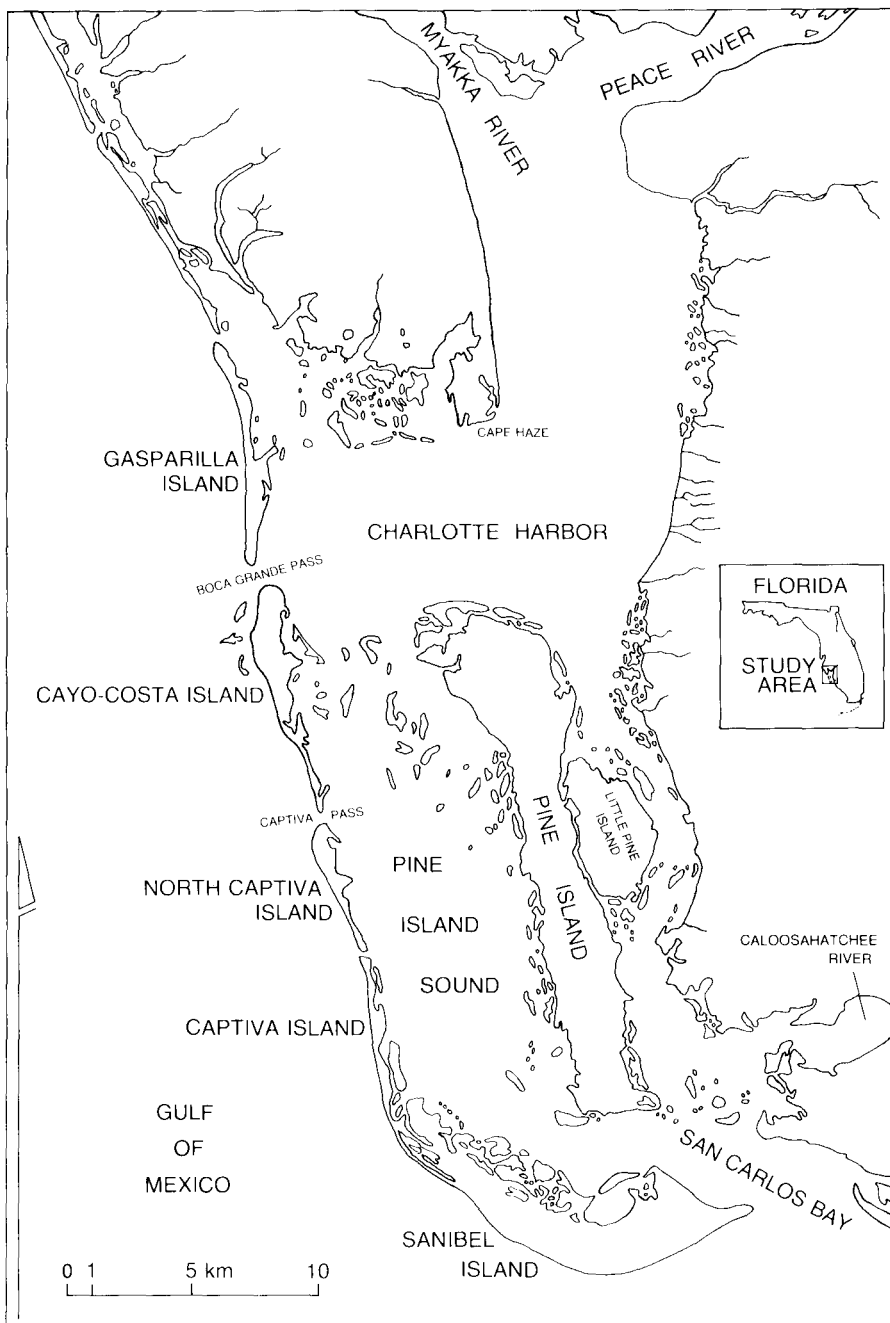 MYAKKA RIVER
PEACE RIVER
CAPE HAZE
GASPARILLA
ISLAND
CHARLOTTE HARBOR
BOCA GRANDE PASS
FLORIDA
STUDY
AREA
CAYO-COSTA ISLAND
CAPTIVA PASS
PINE ISLAND
LITTLE PINE
ISLAND
PINE
ISLAND
SOUND
NORTH CAPTIVA
ISLAND
CALOOSAHATCHEE
RIVER
CAPTIVA ISLAND
GULF
OF
MEXICO
SAN CARLOS BAY
SANIBEL
ISLAND
0 1 5 km 10